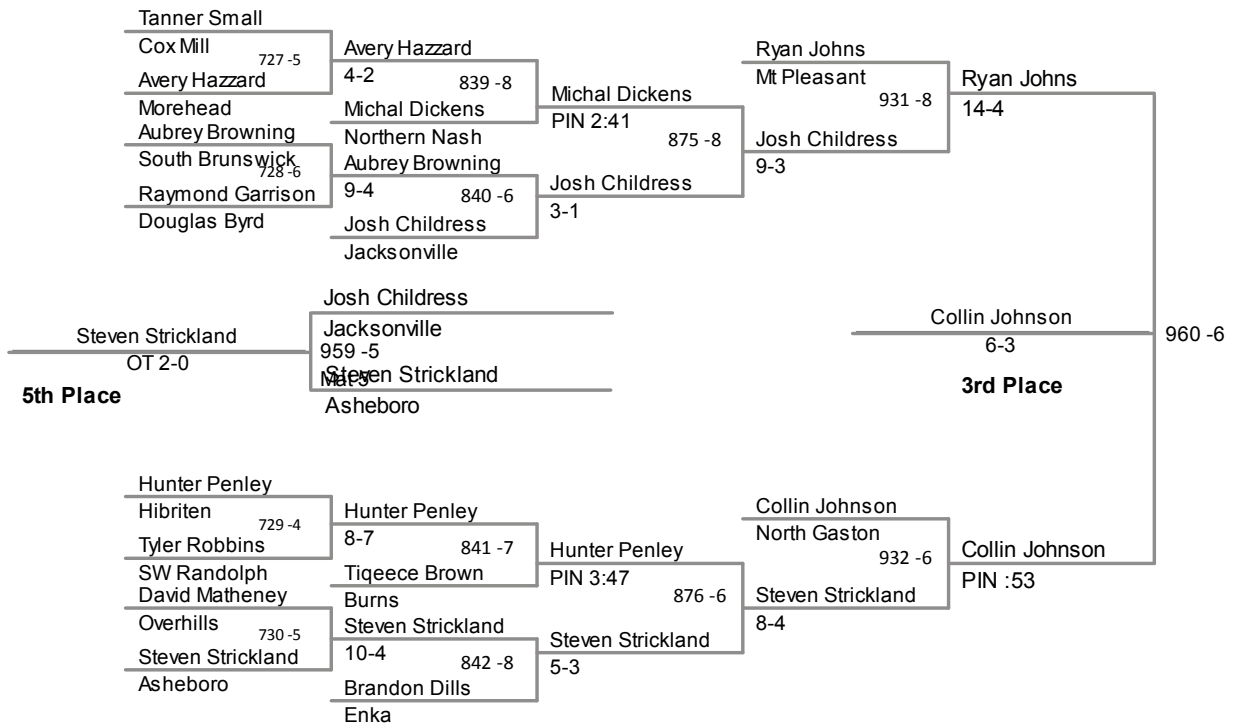 Tanner Small
Cox Mill
727 -5
Avery Hazzard
Morehead
Aubrey Browning
South Brunswick
728 -6
Raymond Garrison
Douglas Byrd
Avery Hazzard
4-2
839 -8
Michal Dickens
Northern Nash
Aubrey Browning
9-4
840 -6
Josh Childress
Jacksonville
Michal Dickens
PIN 2:41
875 -8
Josh Childress
3-1
Ryan Johns
Mt Pleasant
931 -8
Josh Childress
9-3
Ryan Johns
14-4
Steven Strickland
OT 2-0
5th Place
Josh Childress
Jacksonville
959 -5
Mat 5
Steven Strickland
Asheboro
Collin Johnson
6-3
3rd Place
960 -6
Hunter Penley
Hibriten
729 -4
Tyler Robbins
SW Randolph
David Matheney
Overhills
730 -5
Steven Strickland
Asheboro
Hunter Penley
8-7
841 -7
Tiqeece Brown
Burns
Steven Strickland
10-4
842 -8
Brandon Dills
Enka
Hunter Penley
PIN 3:47
876 -6
Steven Strickland
5-3
Collin Johnson
North Gaston
932 -6
Steven Strickland
8-4
Collin Johnson
PIN :53